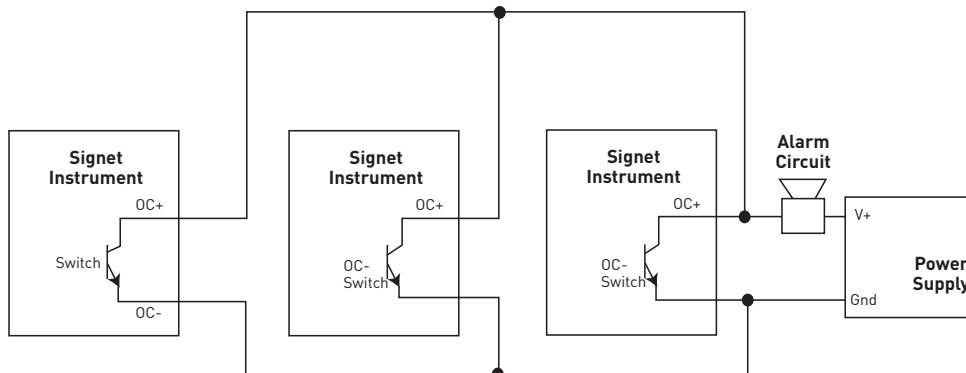 Signet
Instrument
OC+
Switch
OC-
Signet
Instrument
OC+
OC-
Switch
Signet
Instrument
OC+
OC-
Switch
Alarm
Circuit
V+
Power
Supply
Gnd